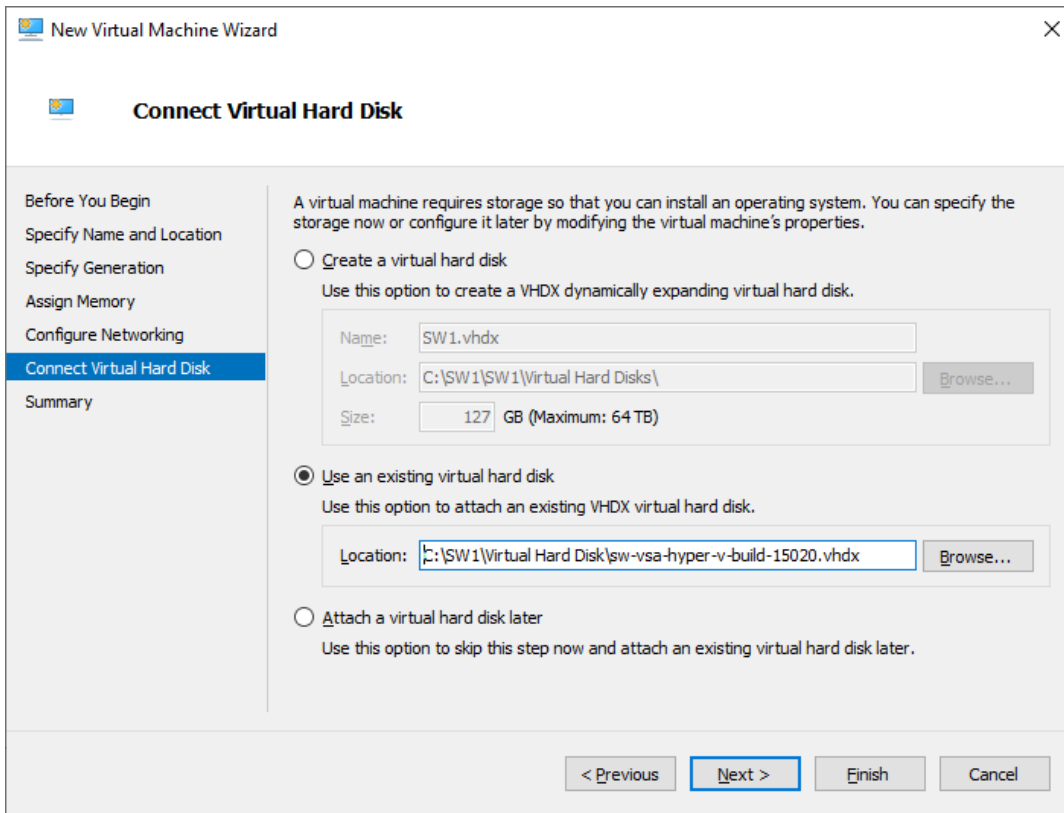 New Virtual Machine Wizard
Connect Virtual Hard Disk
Before You Begin
Specify Name and Location
Specify Generation
Assign Memory
Configure Networking
Connect Virtual Hard Disk
Summary
A virtual machine requires storage so that you can install an operating system. You can specify the
storage now or configure it later by modifying the virtual machine's properties.
Create a virtual hard disk
Use this option to create a VHDX dynamically expanding virtual hard disk.
Name: SW1.vhdx
Location: C:\SW1\SW1\Virtual Hard Disks\ Browse...
Size: 127 GB (Maximum: 64 TB)
Use an existing virtual hard disk
Use this option to attach an existing VHDX virtual hard disk.
Location: C:\SW1\Virtual Hard Disk\sw-vsa-hyper-v-build-15020.vhdx Browse...
Attach a virtual hard disk later
Use this option to skip this step now and attach an existing virtual hard disk later.
< Previous Next > Finish Cancel